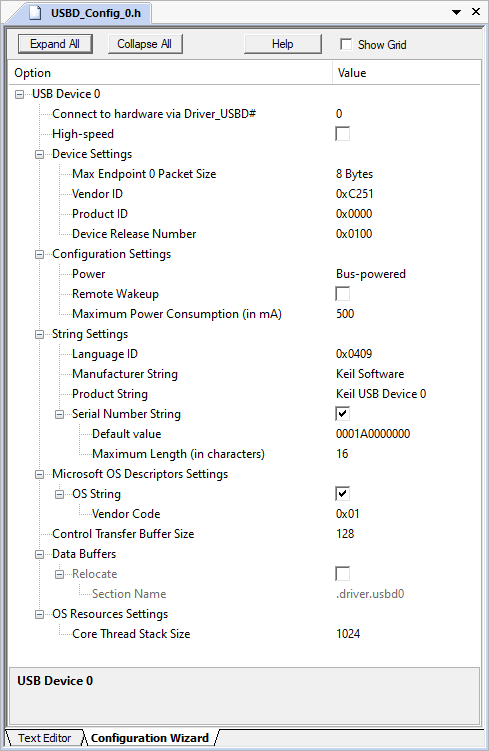 USBD_Config_0.h
Expand All Collapse All Help Show Grid
Option Value
USB Device 0
Connect to hardware via Driver_USBD# 0
High-speed
Device Settings
Max Endpoint 0 Packet Size 8 Bytes
Vendor ID 0xC251
Product ID 0x0000
Device Release Number 0x0100
Configuration Settings
Power Bus-powered
Remote Wakeup
Maximum Power Consumption (in mA) 500
String Settings
Language ID 0x0409
Manufacturer String Keil Software
Product String Keil USB Device 0
Serial Number String
Default value 0001A0000000
Maximum Length (in characters) 16
Microsoft OS Descriptors Settings
OS String
Vendor Code 0x01
Control Transfer Buffer Size 128
Data Buffers
Relocate
Section Name .driver.usbd0
OS Resources Settings
Core Thread Stack Size 1024
USB Device 0
Text Editor Configuration Wizard